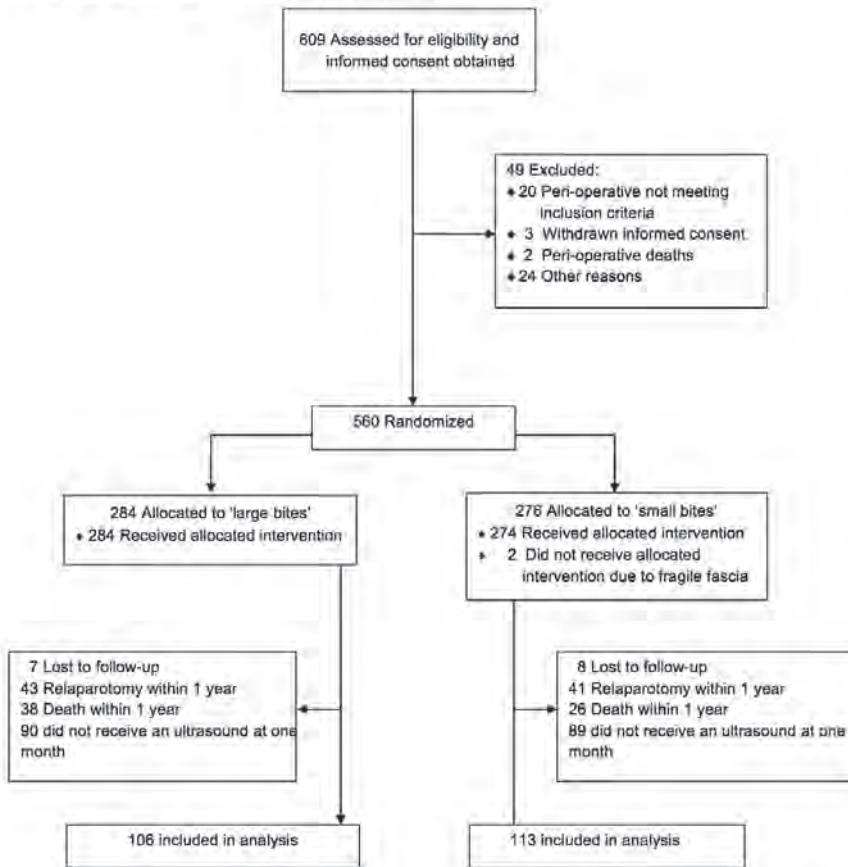 609 Assessed for eligibility and
informed consent obtained
49 Excluded:
♦ 20 Peri-operative not meeting
inclusion criteria
♦ 3 Withdrawn informed consent
♦ 2 Peri-operative deaths
♦ 24 Other reasons
560 Randomized
284 Allocated to 'large bites'
♦ 284 Received allocated intervention
276 Allocated to 'small bites'
♦ 274 Received allocated intervention
♦ 2 Did not receive allocated
intervention due to fragile fascia
7 Lost to follow-up
43 Relaparotomy within 1 year
38 Death within 1 year
90 did not receive an ultrasound at one
month
8 Lost to follow-up
41 Relaparotomy within 1 year
26 Death within 1 year
89 did not receive an ultrasound at one
month
106 included in analysis
113 included in analysis